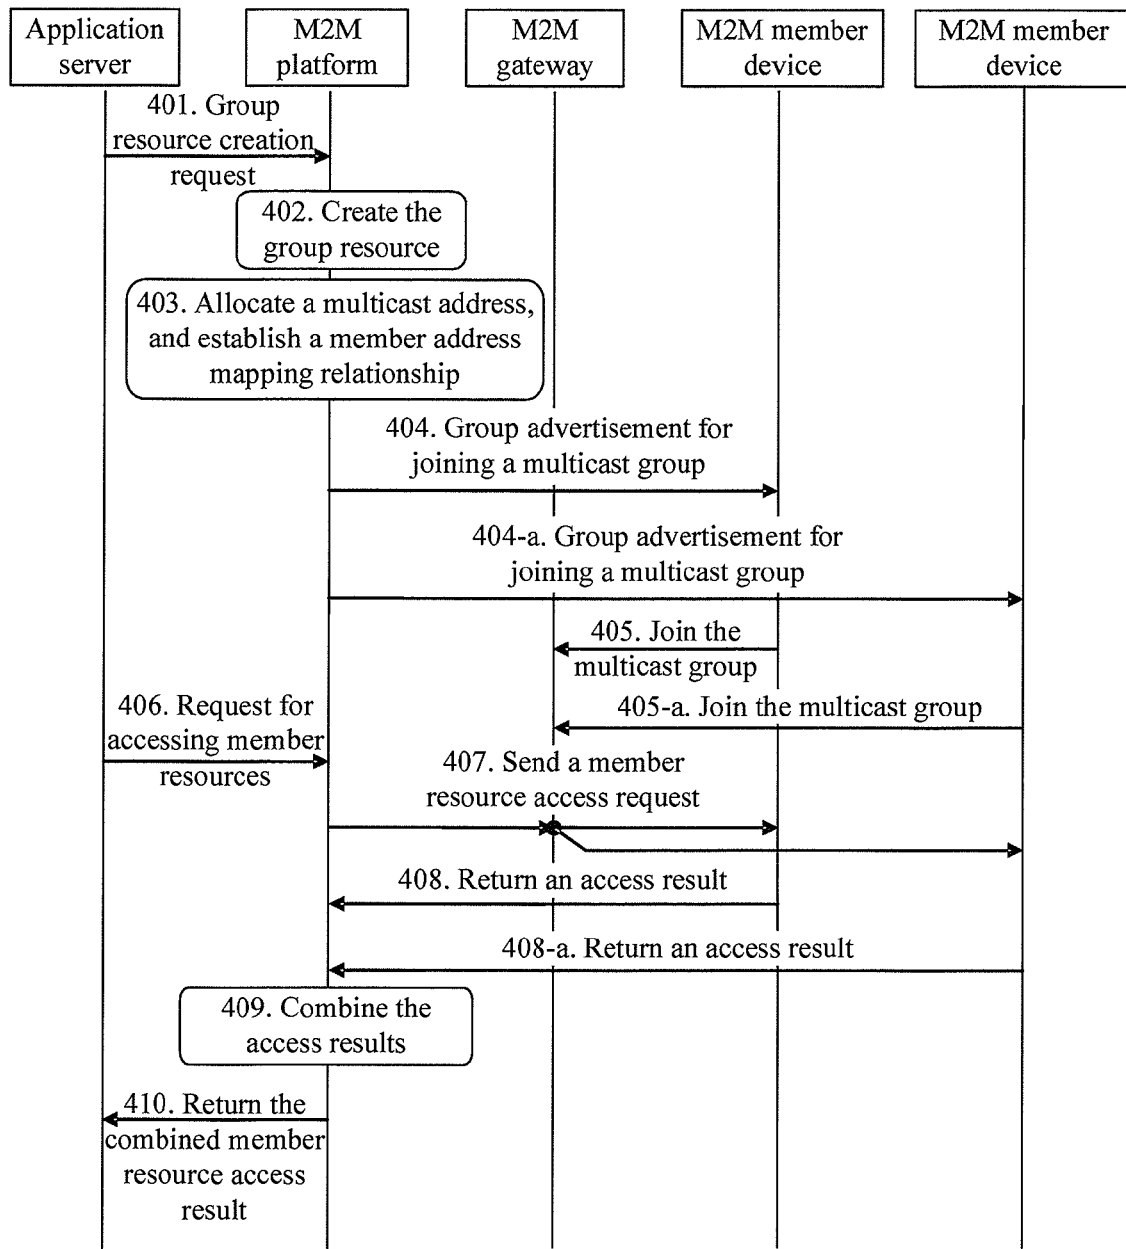 Application
server
M2M
platform
M2M
gateway
M2M member
device
M2M member
device
401. Group
resource creation
request
402. Create the
group resource
403. Allocate a multicast address,
and establish a member address
mapping relationship
404. Group advertisement for
joining a multicast group
404-a. Group advertisement for
joining a multicast group
405. Join the
multicast group
405-a. Join the multicast group
406. Request for
accessing member
resources
407. Send a member
resource access request
408. Return an access result
408-a. Return an access result
409. Combine the
access results
410. Return the
combined member
resource access
result